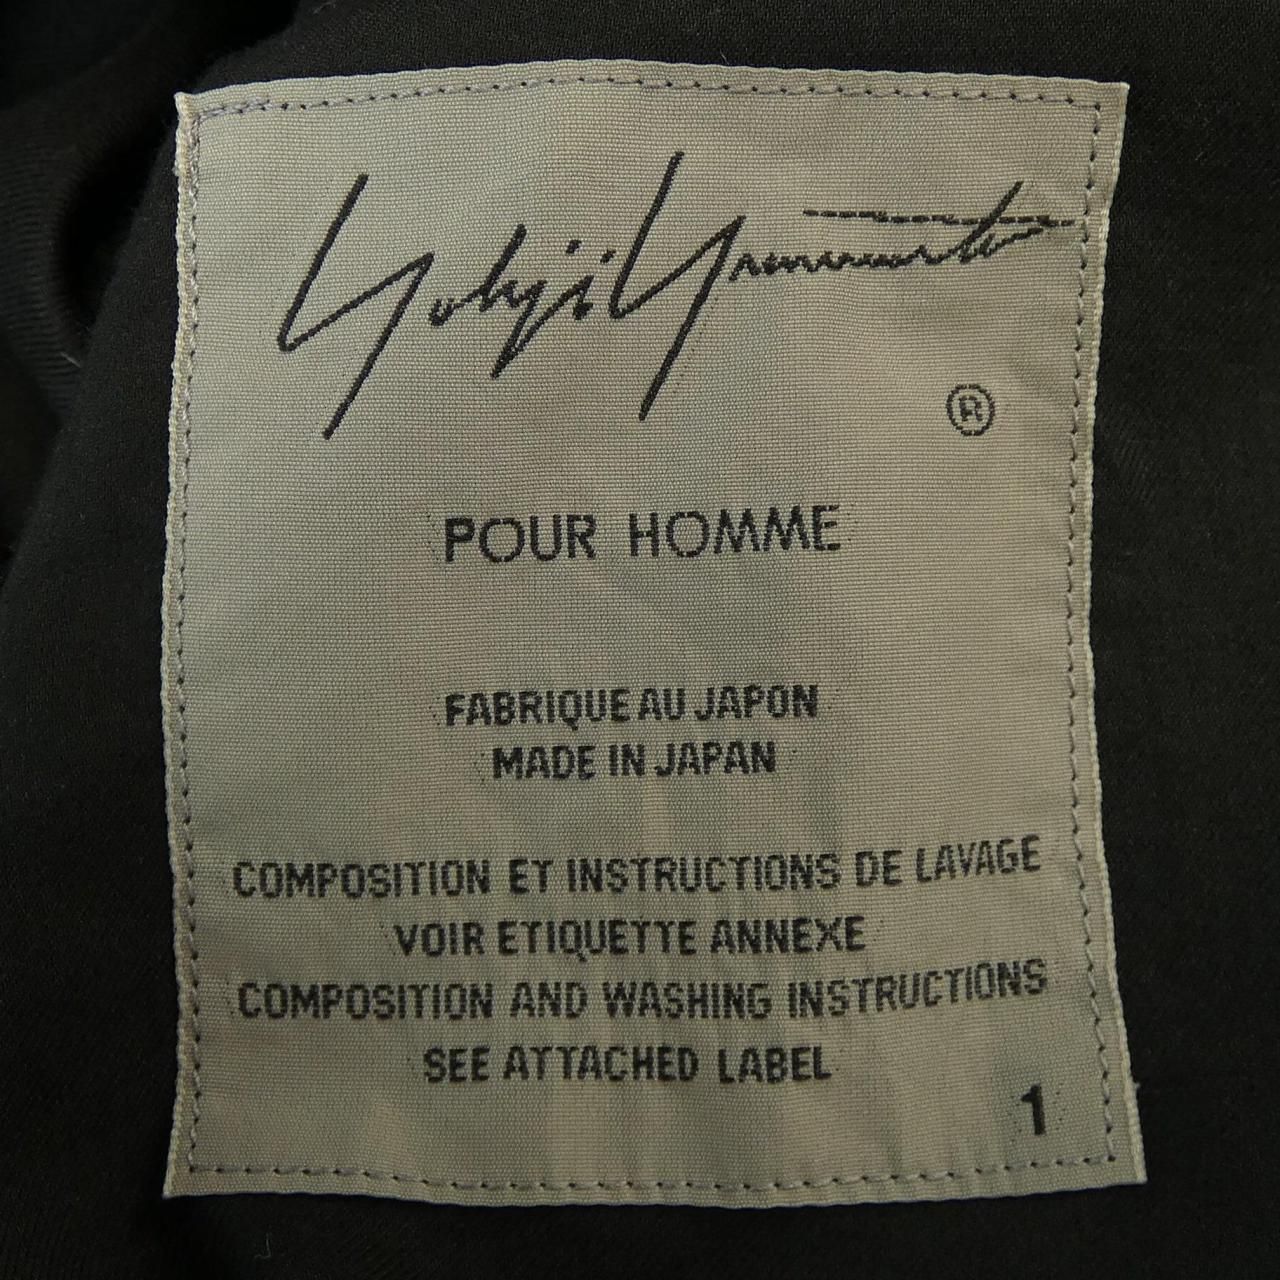 Yohji Yamamoto
®
POUR HOMME
FABRIQUE AU JAPON
MADE IN JAPAN
COMPOSITION ET INSTRUCTIONS DE LAVAGE
VOIR ETIQUETTE ANNEXE
COMPOSITION AND WASHING INSTRUCTIONS
SEE ATTACHED LABEL
1